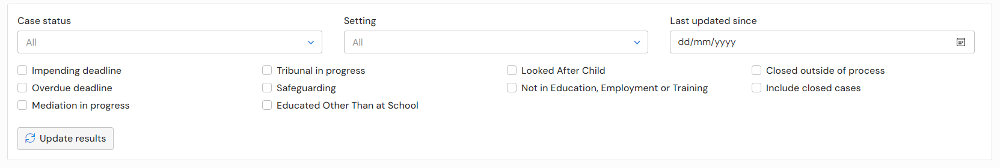 Case status Setting Last updated since
All All dd/mm/yyyy
Impending deadline Tribunal in progress Looked After Child Closed outside of process
Overdue deadline Safeguarding Not in Education, Employment or Training Include closed cases
Mediation in progress Educated Other Than at School
Update results